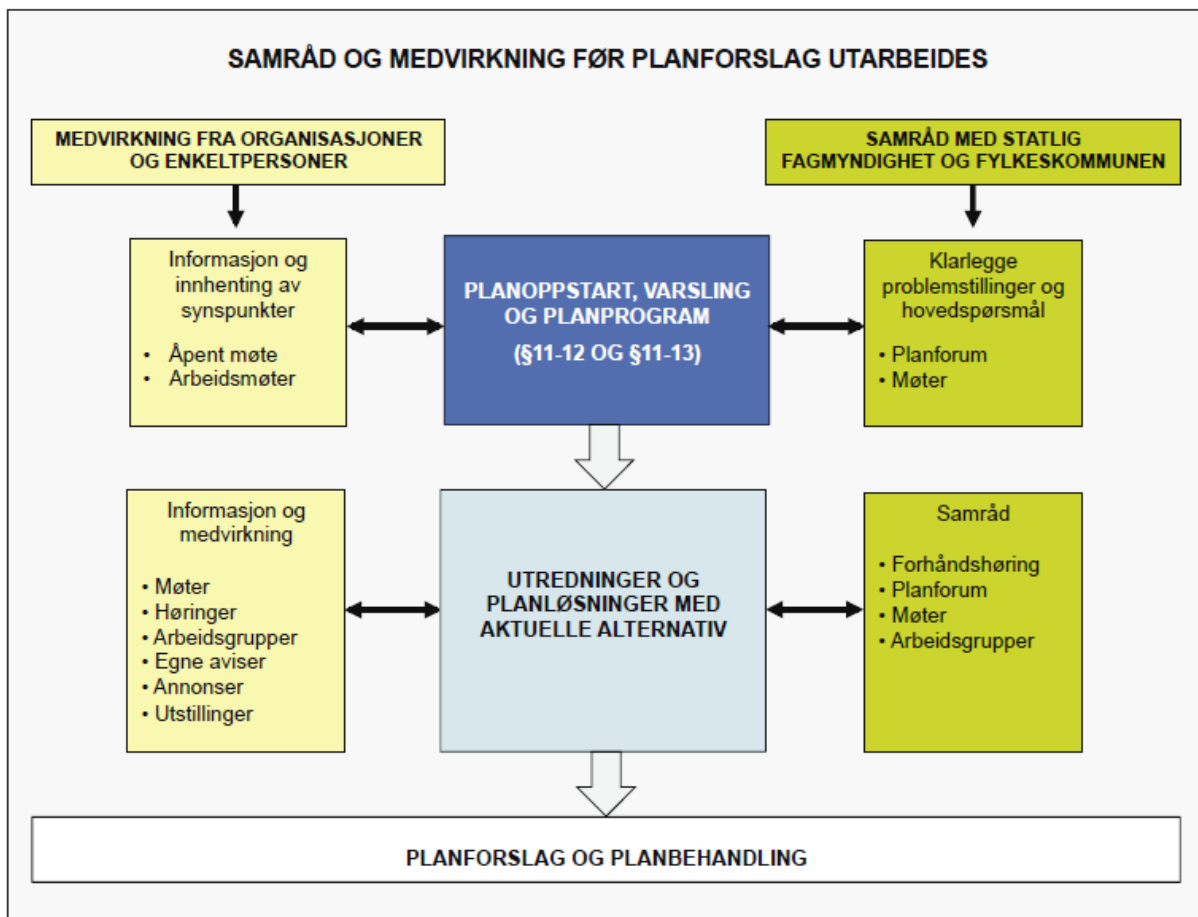 SAMRÅD OG MEDVIRKNING FØR PLANFORSLAG UTARBEIDES
MEDVIRKNING FRA ORGANISASJONER
OG ENKELTPERSONER
SAMRÅD MED STATLIG
FAGMYNDIGHET OG FYLKESKOMMUNEN
Informasjon og
innhenting av
synspunkter
• Åpent møte
• Arbeidsmøter
PLANOPPSTART, VARSLING
OG PLANPROGRAM
(§11-12 OG §11-13)
Klarlegge
problemstillinger og
hovedspørsmål
• Planforum
• Møter
Informasjon og
medvirkning
• Møter
• Høringer
• Arbeidsgrupper
• Egne aviser
• Annonser
• Utstillinger
UTREDNINGER OG
PLANLØSNINGER MED
AKTUELLE ALTERNATIV
Samråd
• Forhåndshøring
• Planforum
• Møter
• Arbeidsgrupper
PLANFORSLAG OG PLANBEHANDLING